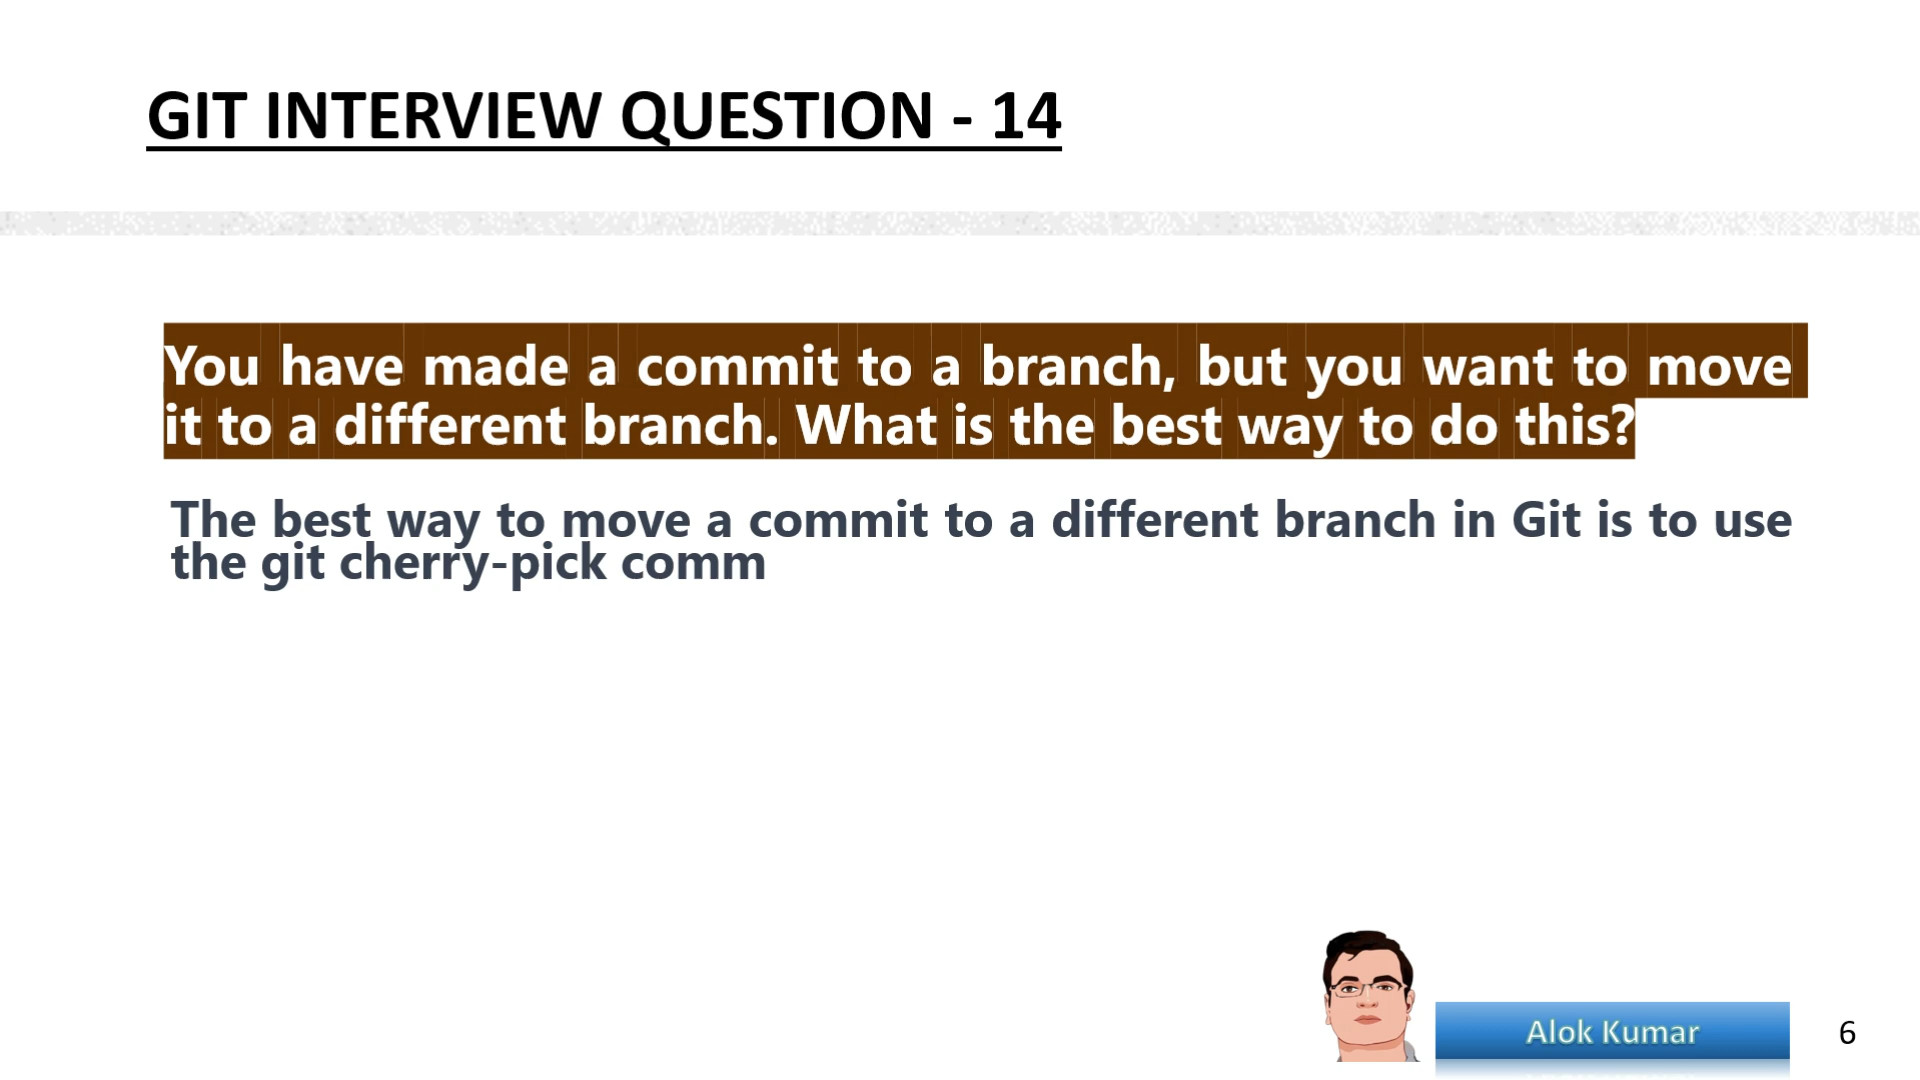 GIT INTERVIEW QUESTION - 14
You have made a commit to a branch, but you want to move
it to a different branch. What is the best way to do this?
The best way to move a commit to a different branch in Git is to use
the git cherry-pick comm
Alok Kumar
6